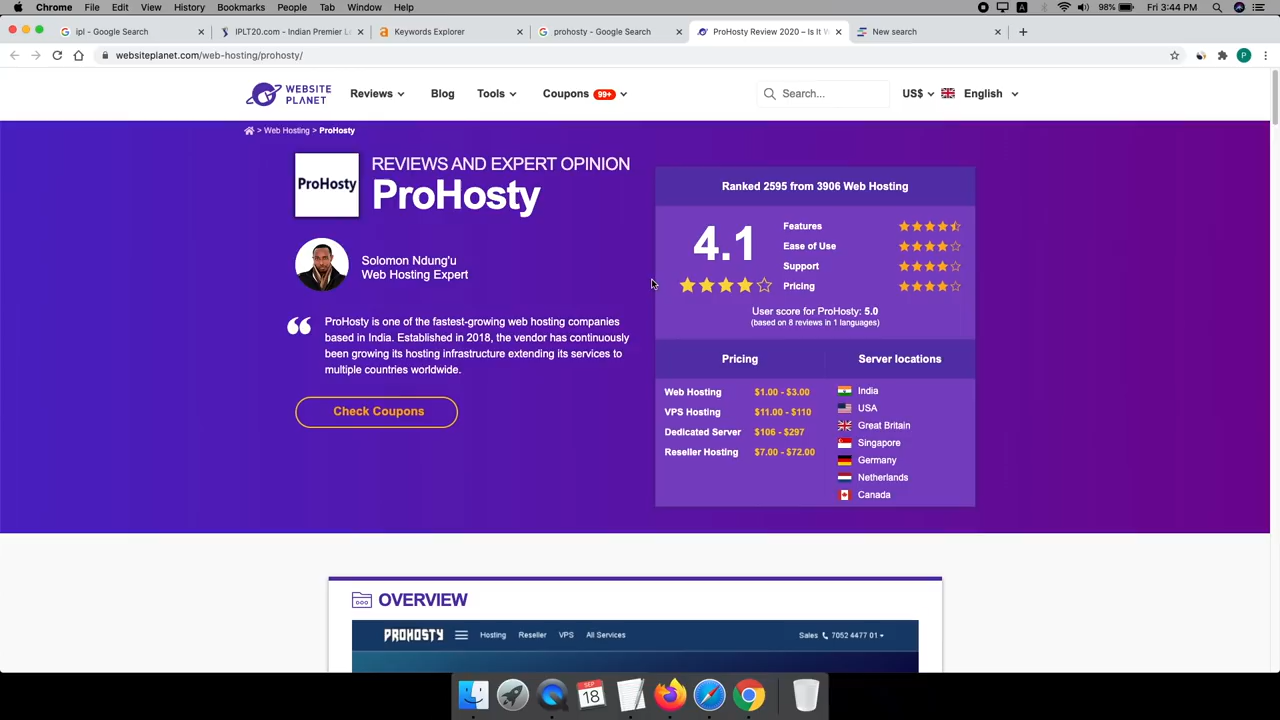 Chrome File Edit View History Bookmarks People Tab Window Help 98% Fri 3:44 PM
ipl - Google Search IPLT20.com - Indian Premier L Keywords Explorer prohosty - Google Search ProHosty Review 2020 – Is It W New search
websiteplanet.com/web-hosting/prohosty/ P
WEBSITE PLANET Reviews Blog Tools Coupons 99+ Search... US$ English
> Web Hosting > ProHosty
ProHosty
REVIEWS AND EXPERT OPINION
ProHosty
Solomon Ndung'u
Web Hosting Expert
ProHosty is one of the fastest-growing web hosting companies
based in India. Established in 2018, the vendor has continuously
been growing its hosting infrastructure extending its services to
multiple countries worldwide.
Check Coupons
Ranked 2595 from 3906 Web Hosting
4.1
Features
Ease of Use
Support
Pricing
User score for ProHosty: 5.0
(based on 8 reviews in 1 languages)
Pricing
Web Hosting $1.00 - $3.00
VPS Hosting $11.00 - $110
Dedicated Server $106 - $297
Reseller Hosting $7.00 - $72.00
Server locations
India
USA
Great Britain
Singapore
Germany
Netherlands
Canada
OVERVIEW
PROHOSTY Hosting Reseller VPS All Services Sales 7052 4477 01
SEP
18